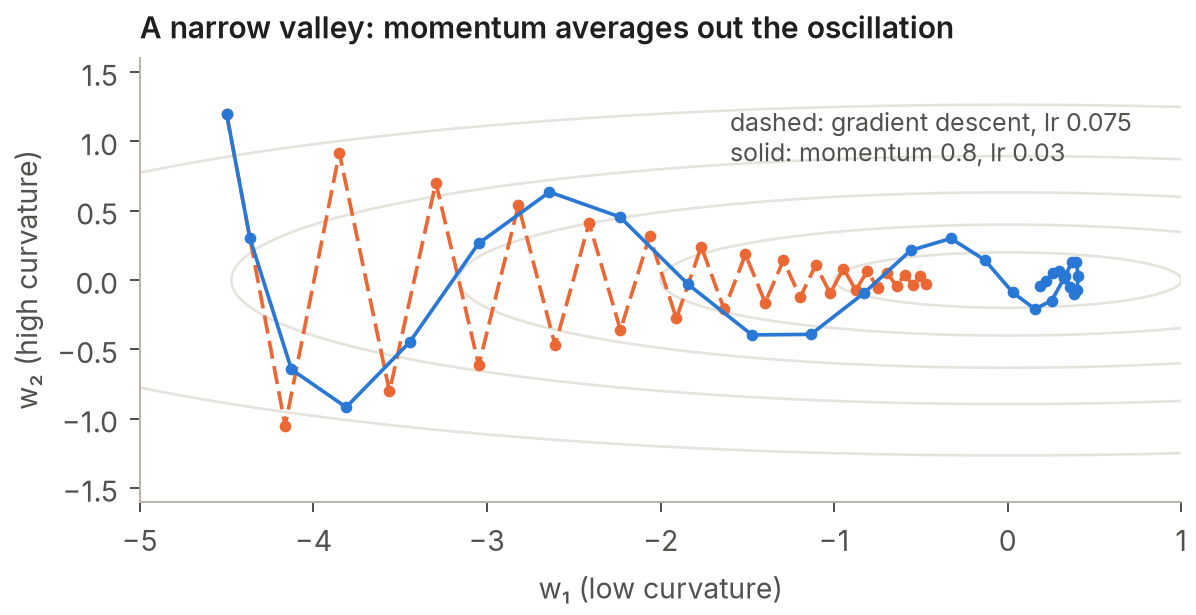 A narrow valley: momentum averages out the oscillation
1.5
1.0
0.5
0.0
−0.5
−1.0
−1.5
w₂ (high curvature)
dashed: gradient descent, lr 0.075
solid: momentum 0.8, lr 0.03
−5
−4
−3
−2
−1
0
1
w₁ (low curvature)